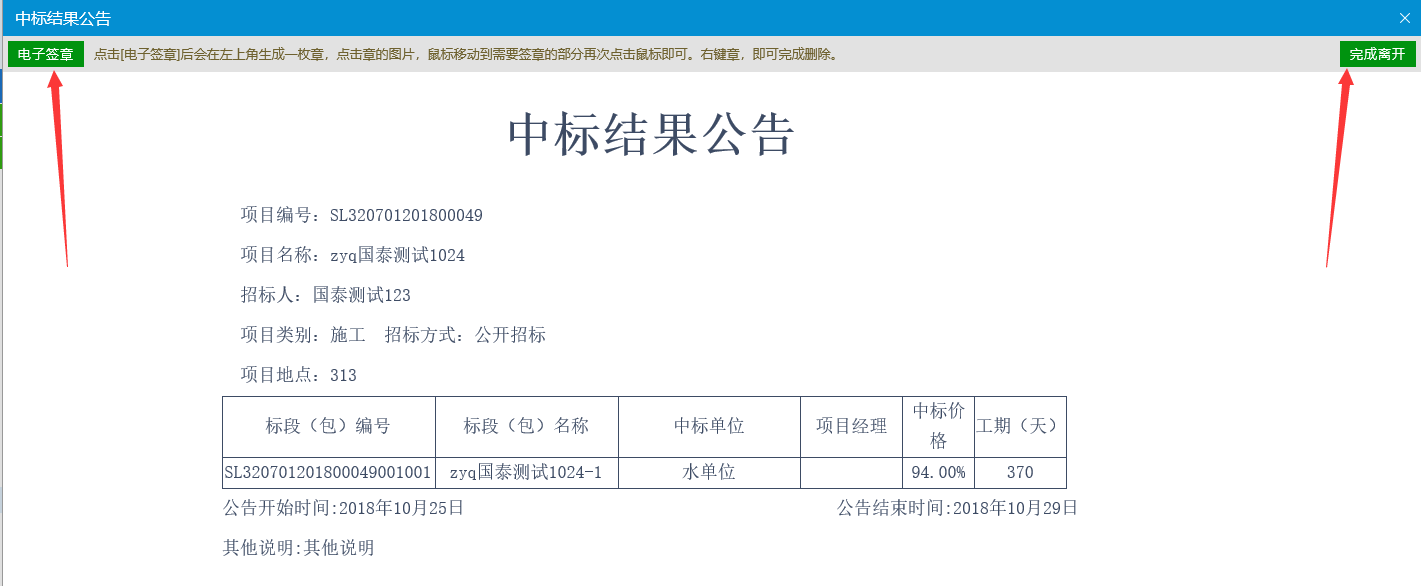 中标结果公告
电子签章 点击[电子签章]后会在左上角生成一枚章，点击章的图片，鼠标移动到需要签章的部分再次点击鼠标即可。右键章，即可完成删除。 完成离开
中标结果公告
项目编号：SL320701201800049
项目名称：zyq国泰测试1024
招标人：国泰测试123
项目类别：施工 招标方式：公开招标
项目地点：313
标段（包）编号 标段（包）名称 中标单位 项目经理 中标价格 工期（天）
SL320701201800049001001 zyq国泰测试1024-1 水单位 94.00% 370
公告开始时间:2018年10月25日 公告结束时间:2018年10月29日
其他说明:其他说明